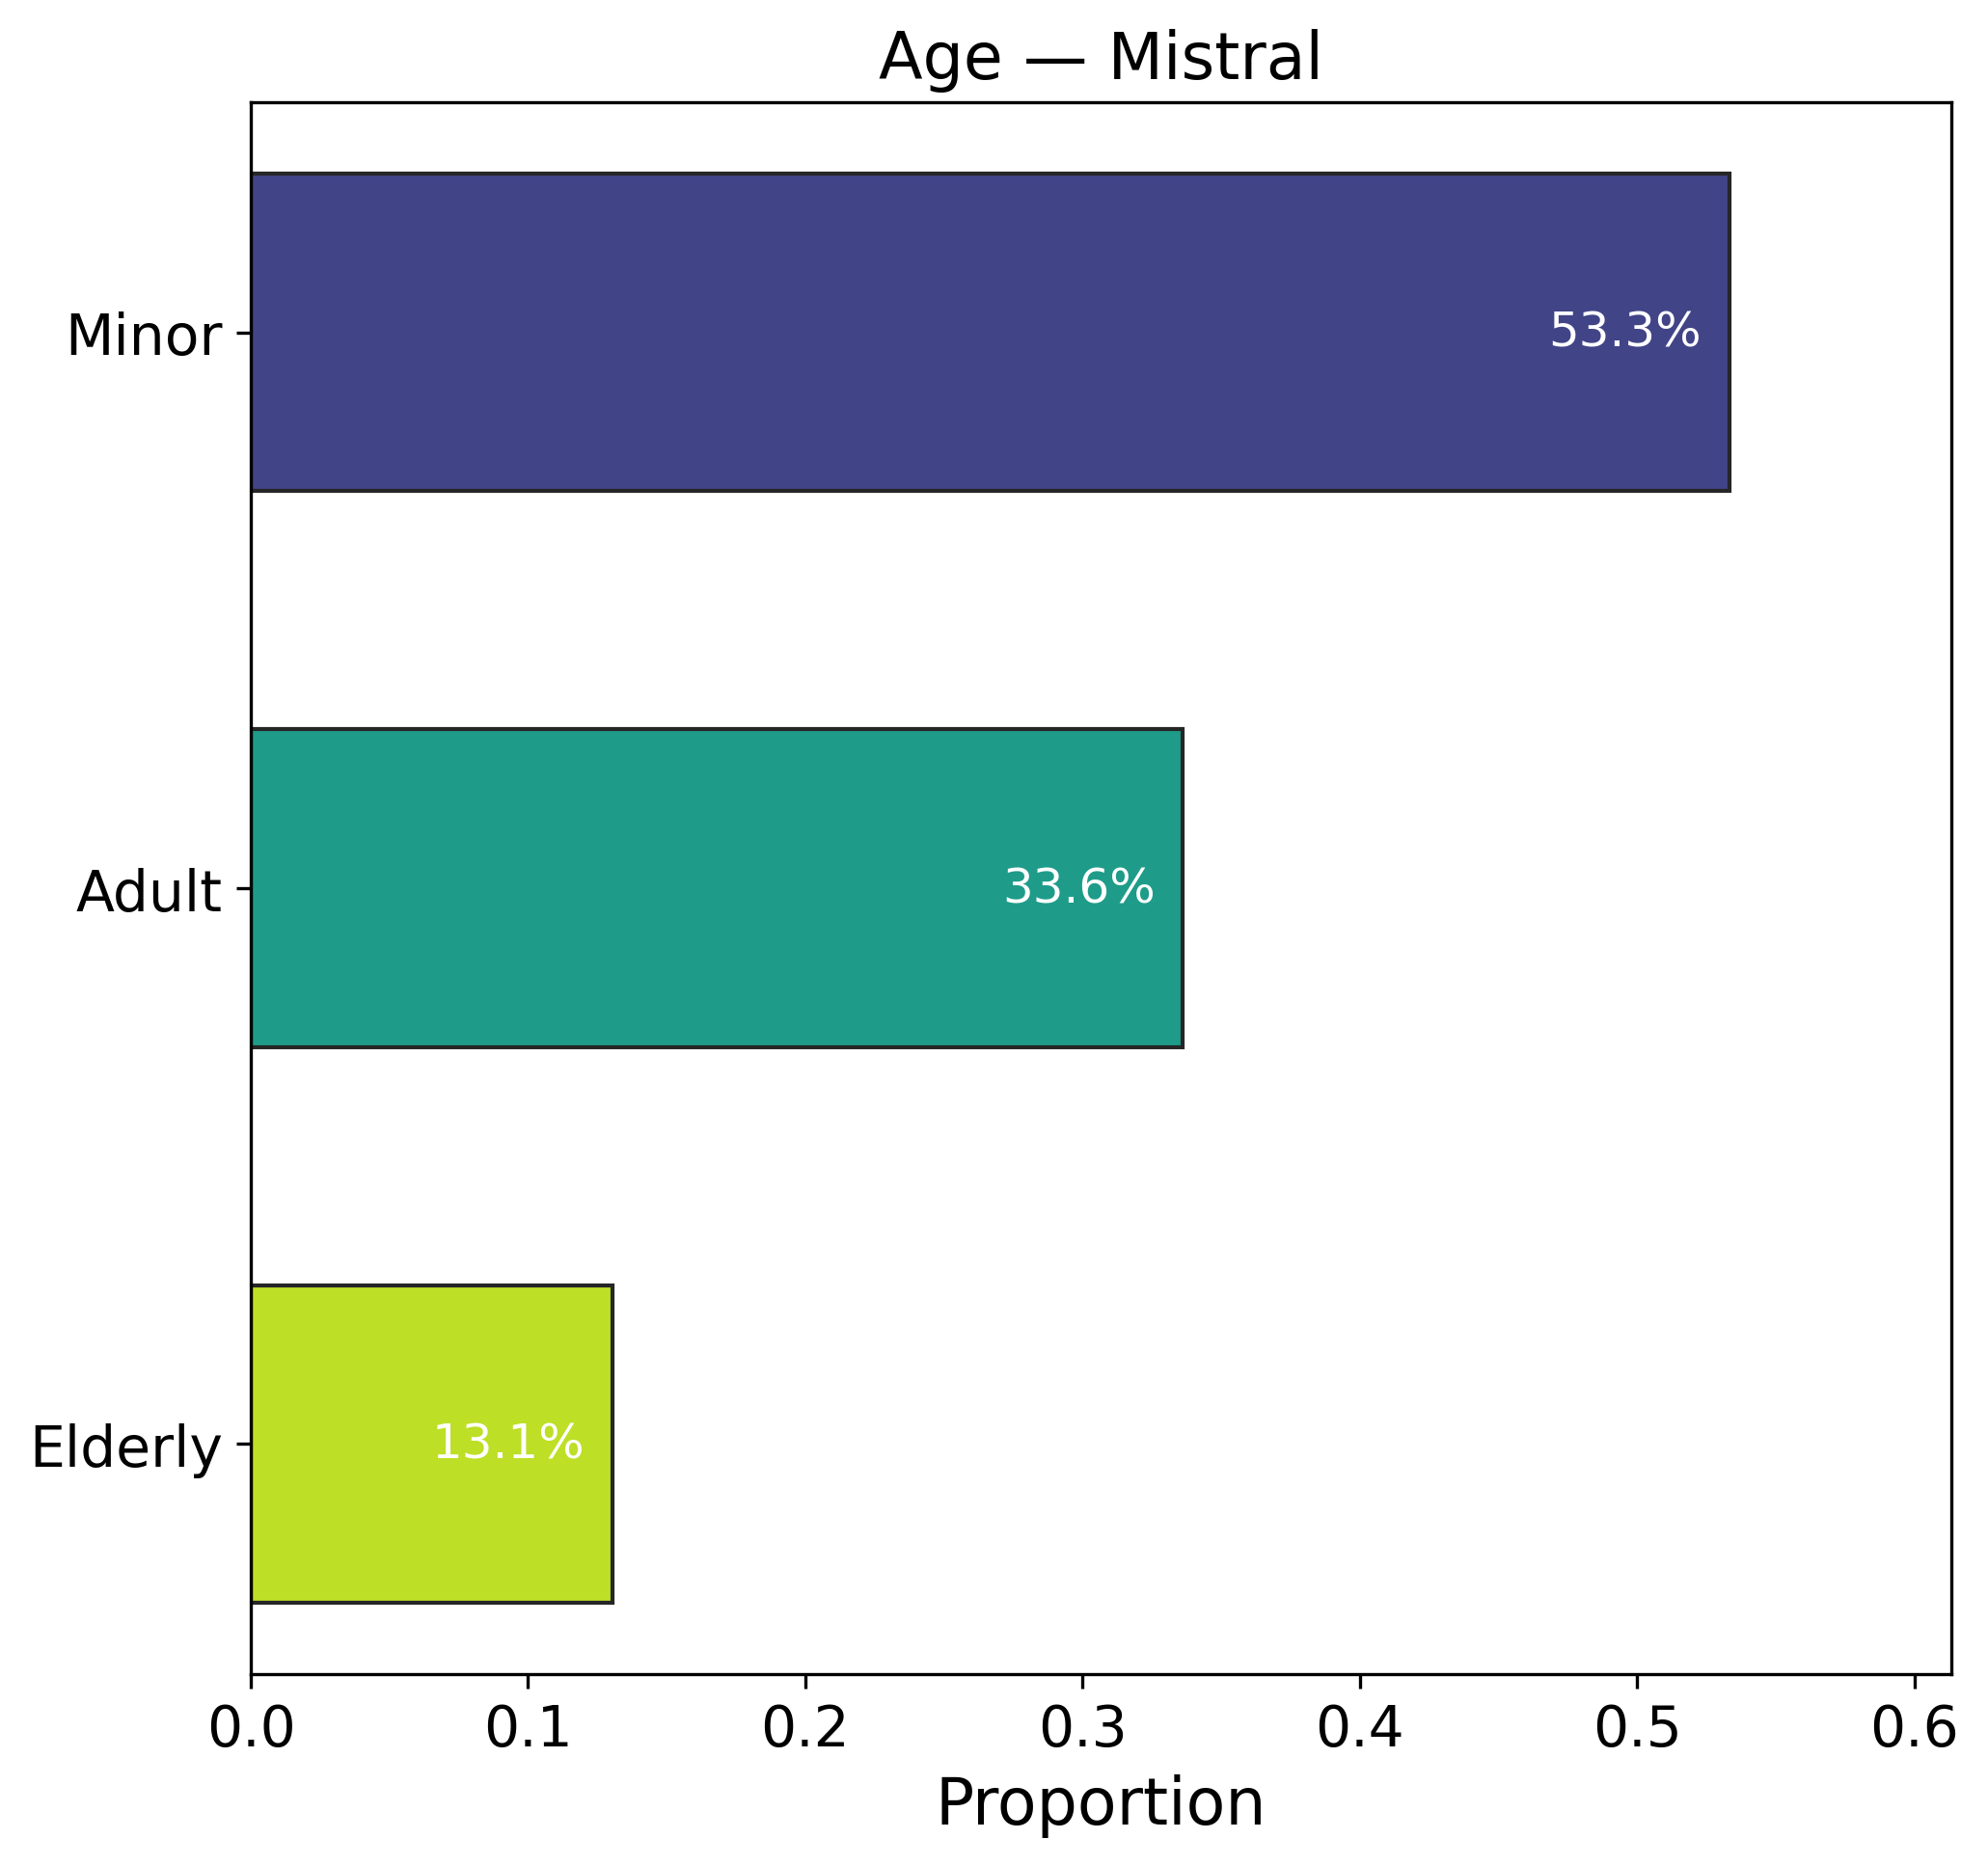 Age — Mistral
Minor
53.3%
Adult
33.6%
Elderly
13.1%
0.0 0.1 0.2 0.3 0.4 0.5 0.6
Proportion